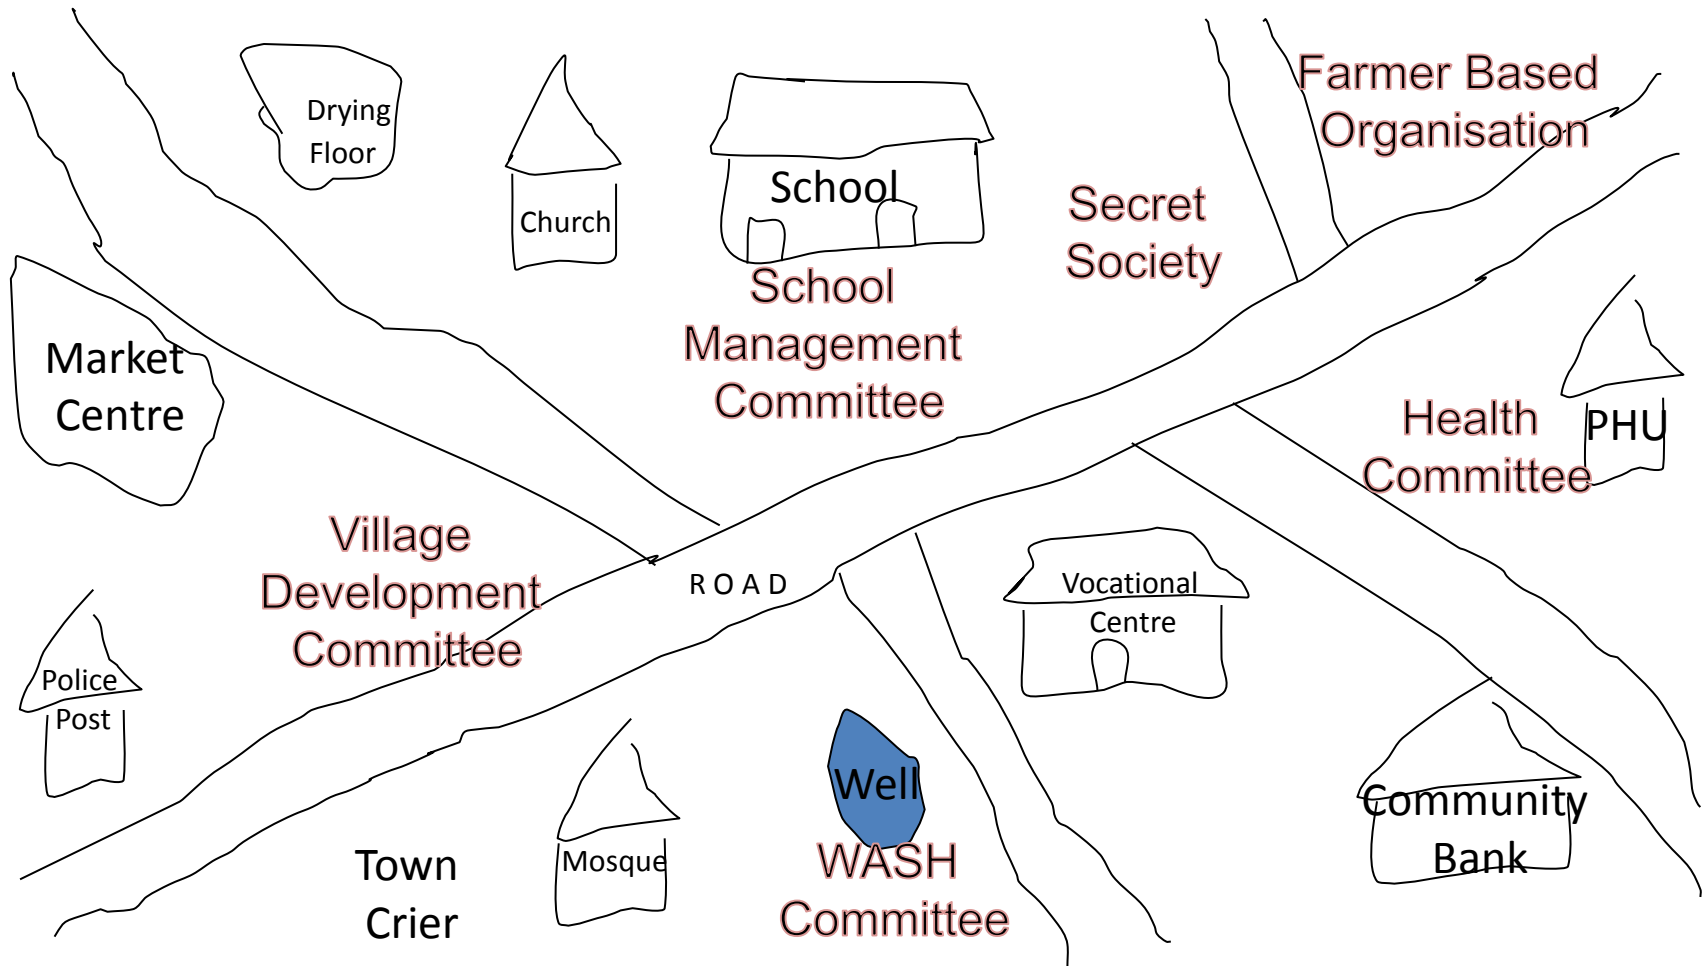 Farmer Based
Organisation
Drying
Floor
Church
School
Secret
Society
School
Management
Committee
Market
Centre
Health
Committee
PHU
Village
Development
Committee
ROAD
Vocational
Centre
Police
Post
Well
Community
Bank
Town
Crier
Mosque
WASH
Committee